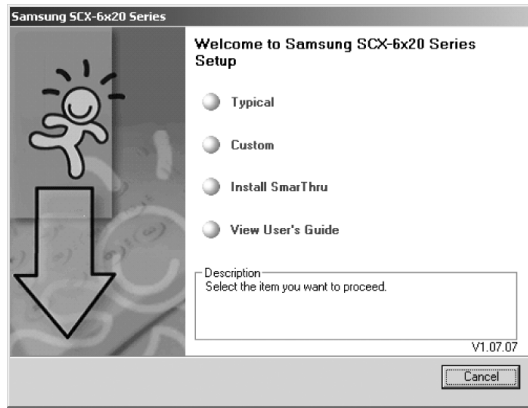 Samsung SCX-6x20 Series
Welcome to Samsung SCX-6x20 Series
Setup
Typical
Custom
Install SmarThru
View User's Guide
Description
Select the item you want to proceed.
V1.07.07
Cancel